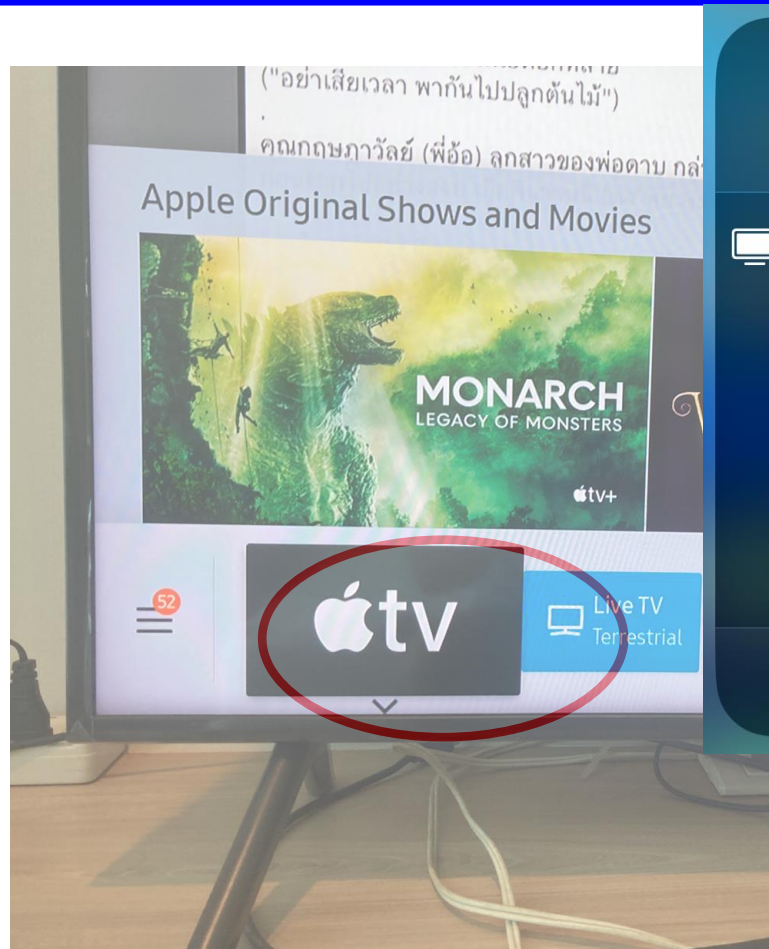 ("อย่าเสียเวลา พากันไปปลูกต้นไม้")
.
คุณกฤษภาวัลย์ (พี่อ้อ) ลูกสาวของพ่อดาบ
Apple Original Shows and Movies
MONARCH
LEGACY OF MONSTERS
tv+
52
tv
Live TV
Terrestrial